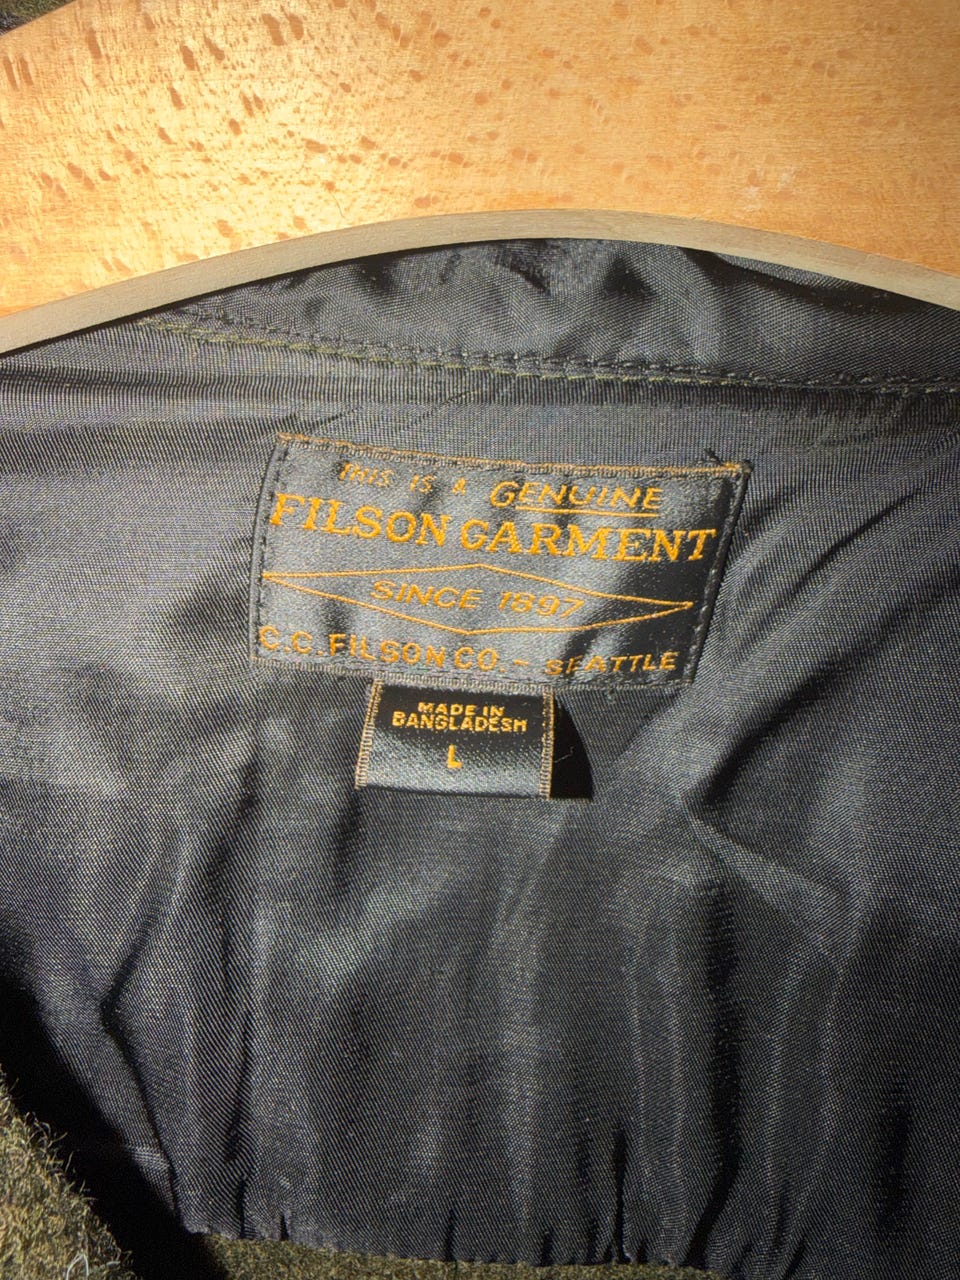 THIS IS A GENUINE
FILSON GARMENT
SINCE 1897
C.C. FILSON CO. - SEATTLE
MADE IN
BANGLADESH
L